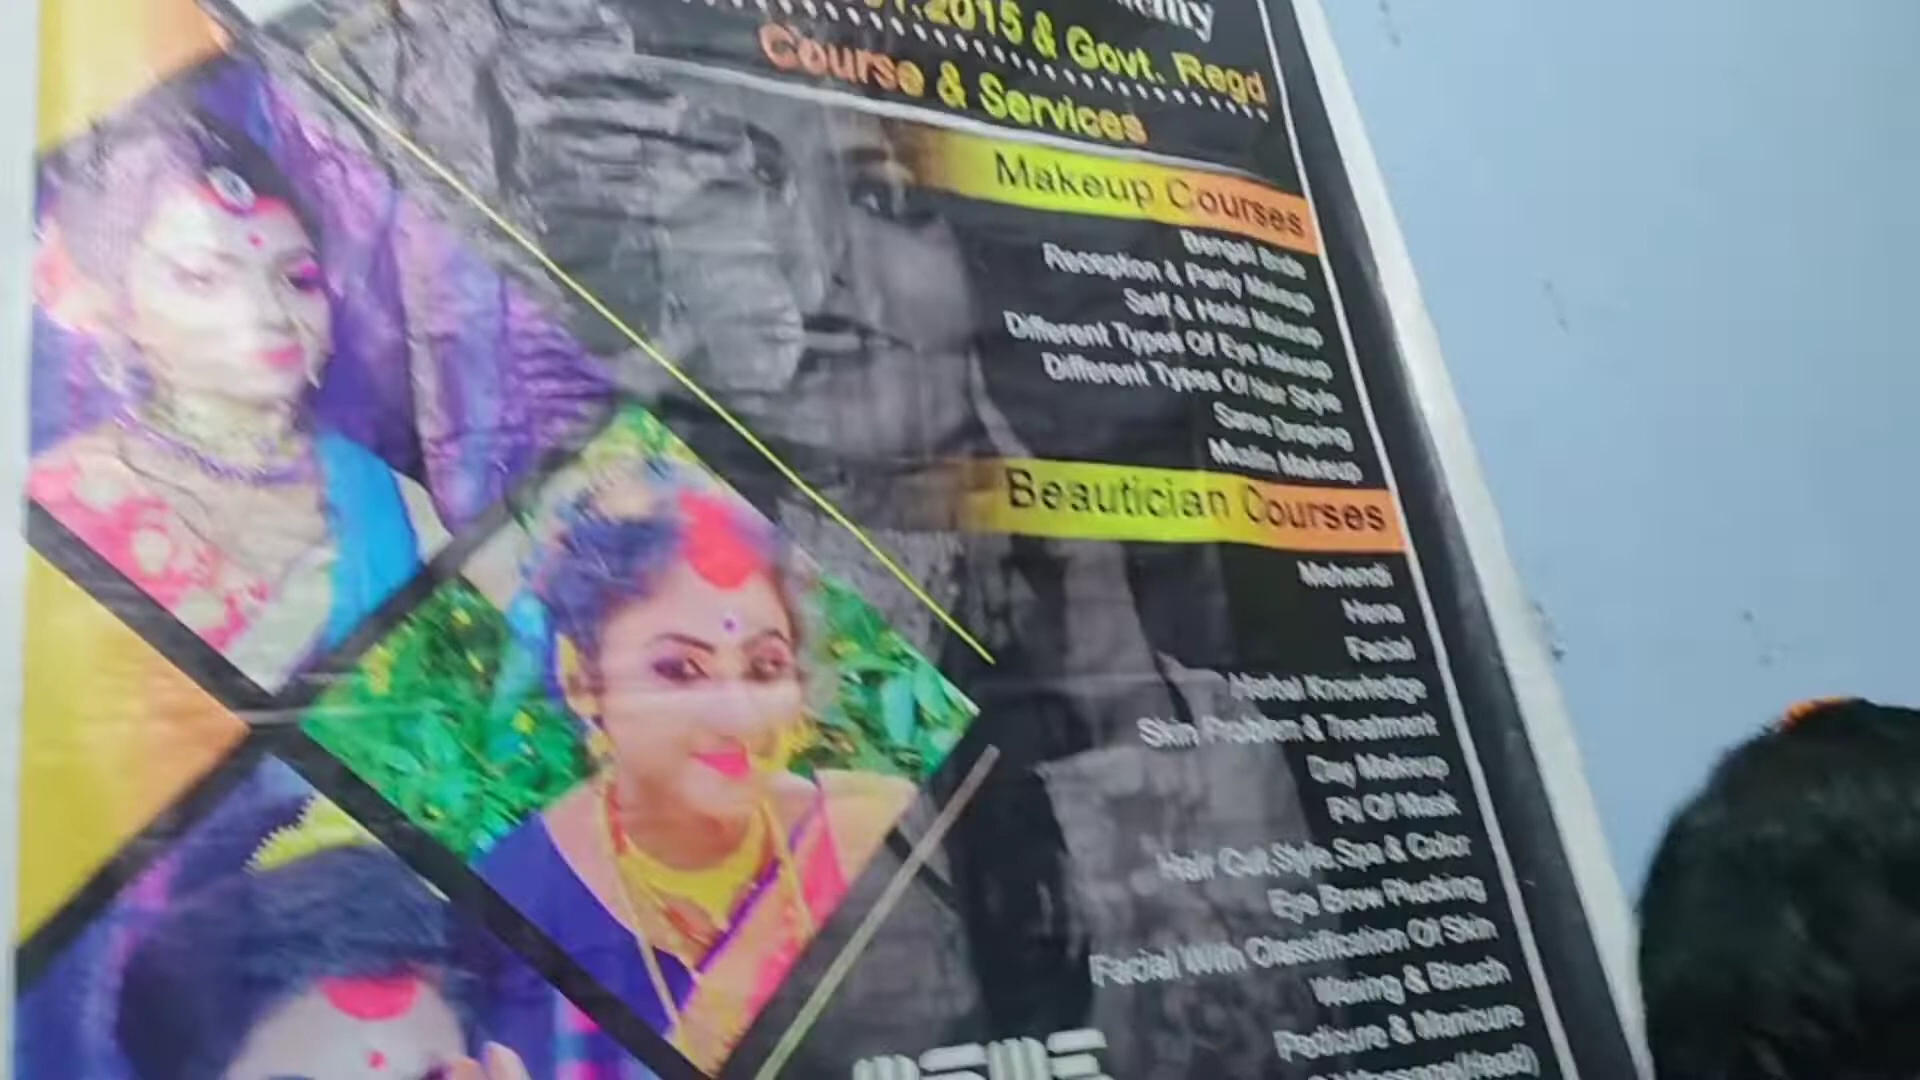 2015 & Govt. Regd
Course & Services
Makeup Courses
Bengal Bride
Reception & Party Makeup
Self & Haldi Makeup
Different Types Of Eye Makeup
Different Types Of Hair Style
Saree Draping
Muslim Makeup
Beautician Courses
Mehendi
Hena
Facial
Herbal Knowledge
Skin Problem & Treatment
Day Makeup
Of Mask
Hair Cut,Style,Spa & Color
Eye Brow Plucking
Facial With Classification Of Skin
Waxing & Bleach
Pedicure & Manicure